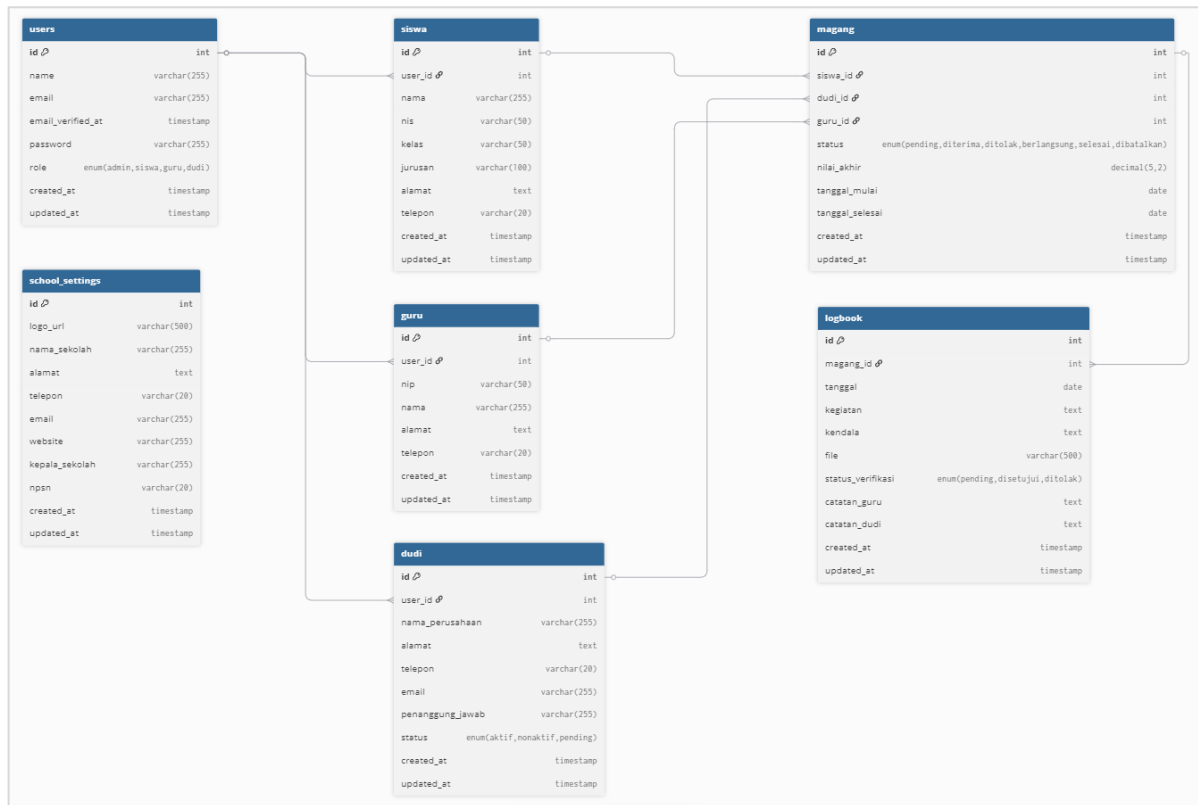 users
id int
name varchar(255)
email varchar(255)
email_verified_at timestamp
password varchar(255)
role enum(admin,siswa,guru,dudi)
created_at timestamp
updated_at timestamp
school_settings
id int
logo_url varchar(500)
nama_sekolah varchar(255)
alamat text
telepon varchar(20)
email varchar(255)
website varchar(255)
kepala_sekolah varchar(255)
npsn varchar(20)
created_at timestamp
updated_at timestamp
siswa
id int
user_id int
nama varchar(255)
nis varchar(50)
kelas varchar(50)
jurusan varchar(100)
alamat text
telepon varchar(20)
created_at timestamp
updated_at timestamp
guru
id int
user_id int
nip varchar(50)
nama varchar(255)
alamat text
telepon varchar(20)
created_at timestamp
updated_at timestamp
dudi
id int
user_id int
nama_perusahaan varchar(255)
alamat text
telepon varchar(20)
email varchar(255)
penanggung_jawab varchar(255)
status enum(aktif,nonaktif,pending)
created_at timestamp
updated_at timestamp
magang
id int
siswa_id int
dudi_id int
guru_id int
status enum(pending,diterima,ditolak,berlangsung,selesai,dibatalkan)
nilai_akhir decimal(5,2)
tanggal_mulai date
tanggal_selesai date
created_at timestamp
updated_at timestamp
logbook
id int
magang_id int
tanggal date
kegiatan text
kendala text
file varchar(500)
status_verifikasi enum(pending,disetujui,ditolak)
catatan_guru text
catatan_dudi text
created_at timestamp
updated_at timestamp